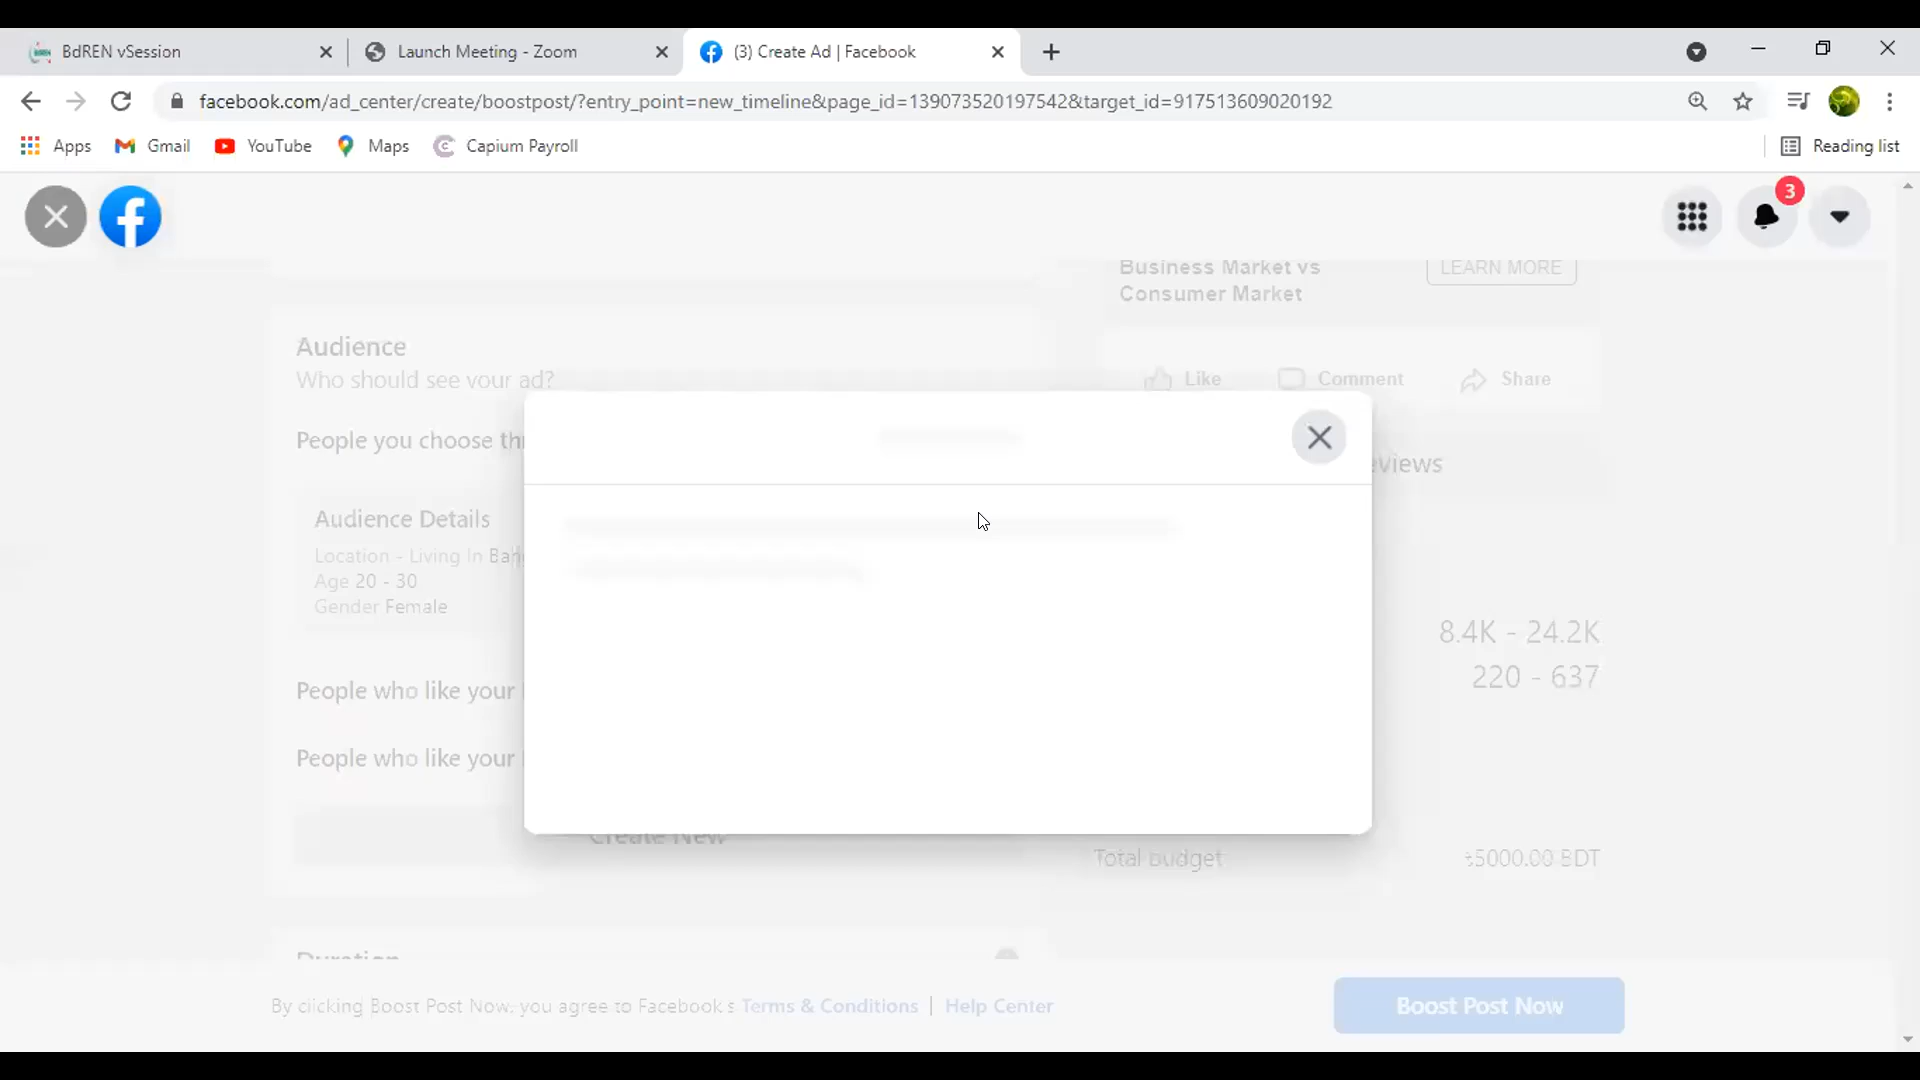 BdREN vSession
Launch Meeting - Zoom
(3) Create Ad | Facebook
facebook.com/ad_center/create/boostpost/?entry_point=new_timeline&page_id=139073520197542&target_id=917513609020192
Apps
Gmail
YouTube
Maps
Capium Payroll
Reading list
3
Business Market vs
Consumer Market
LEARN MORE
Audience
Who should see your ad?
Like
Comment
Share
People you choose
Audience Details
Location - Living In
Age 20 - 30
Gender Female
8.4K - 24.2K
220 - 637
People who like your
People who like your
Create New
Total Budget
৳5000.00 BDT
Duration
By clicking Boost Post Now, you agree to Facebook's Terms & Conditions | Help Center
Boost Post Now